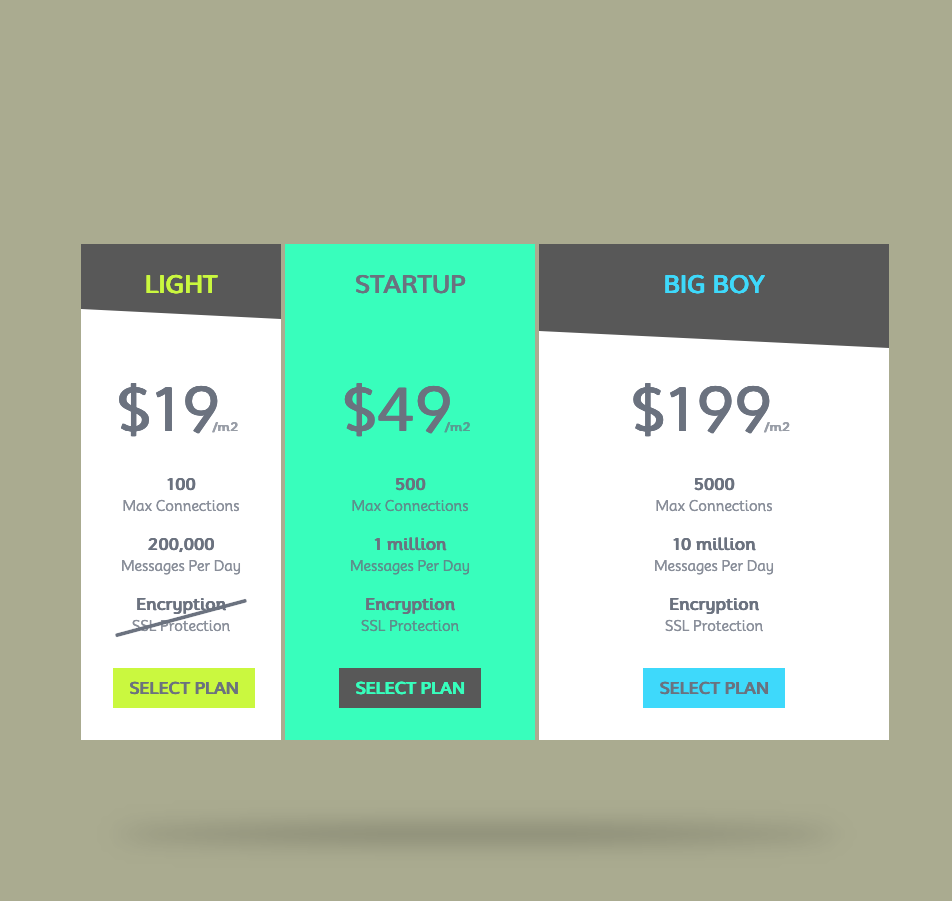 LIGHT
$19/m2
100
Max Connections
200,000
Messages Per Day
Encryption
SSL Protection
SELECT PLAN
STARTUP
$49/m2
500
Max Connections
1 million
Messages Per Day
Encryption
SSL Protection
SELECT PLAN
BIG BOY
$199/m2
5000
Max Connections
10 million
Messages Per Day
Encryption
SSL Protection
SELECT PLAN